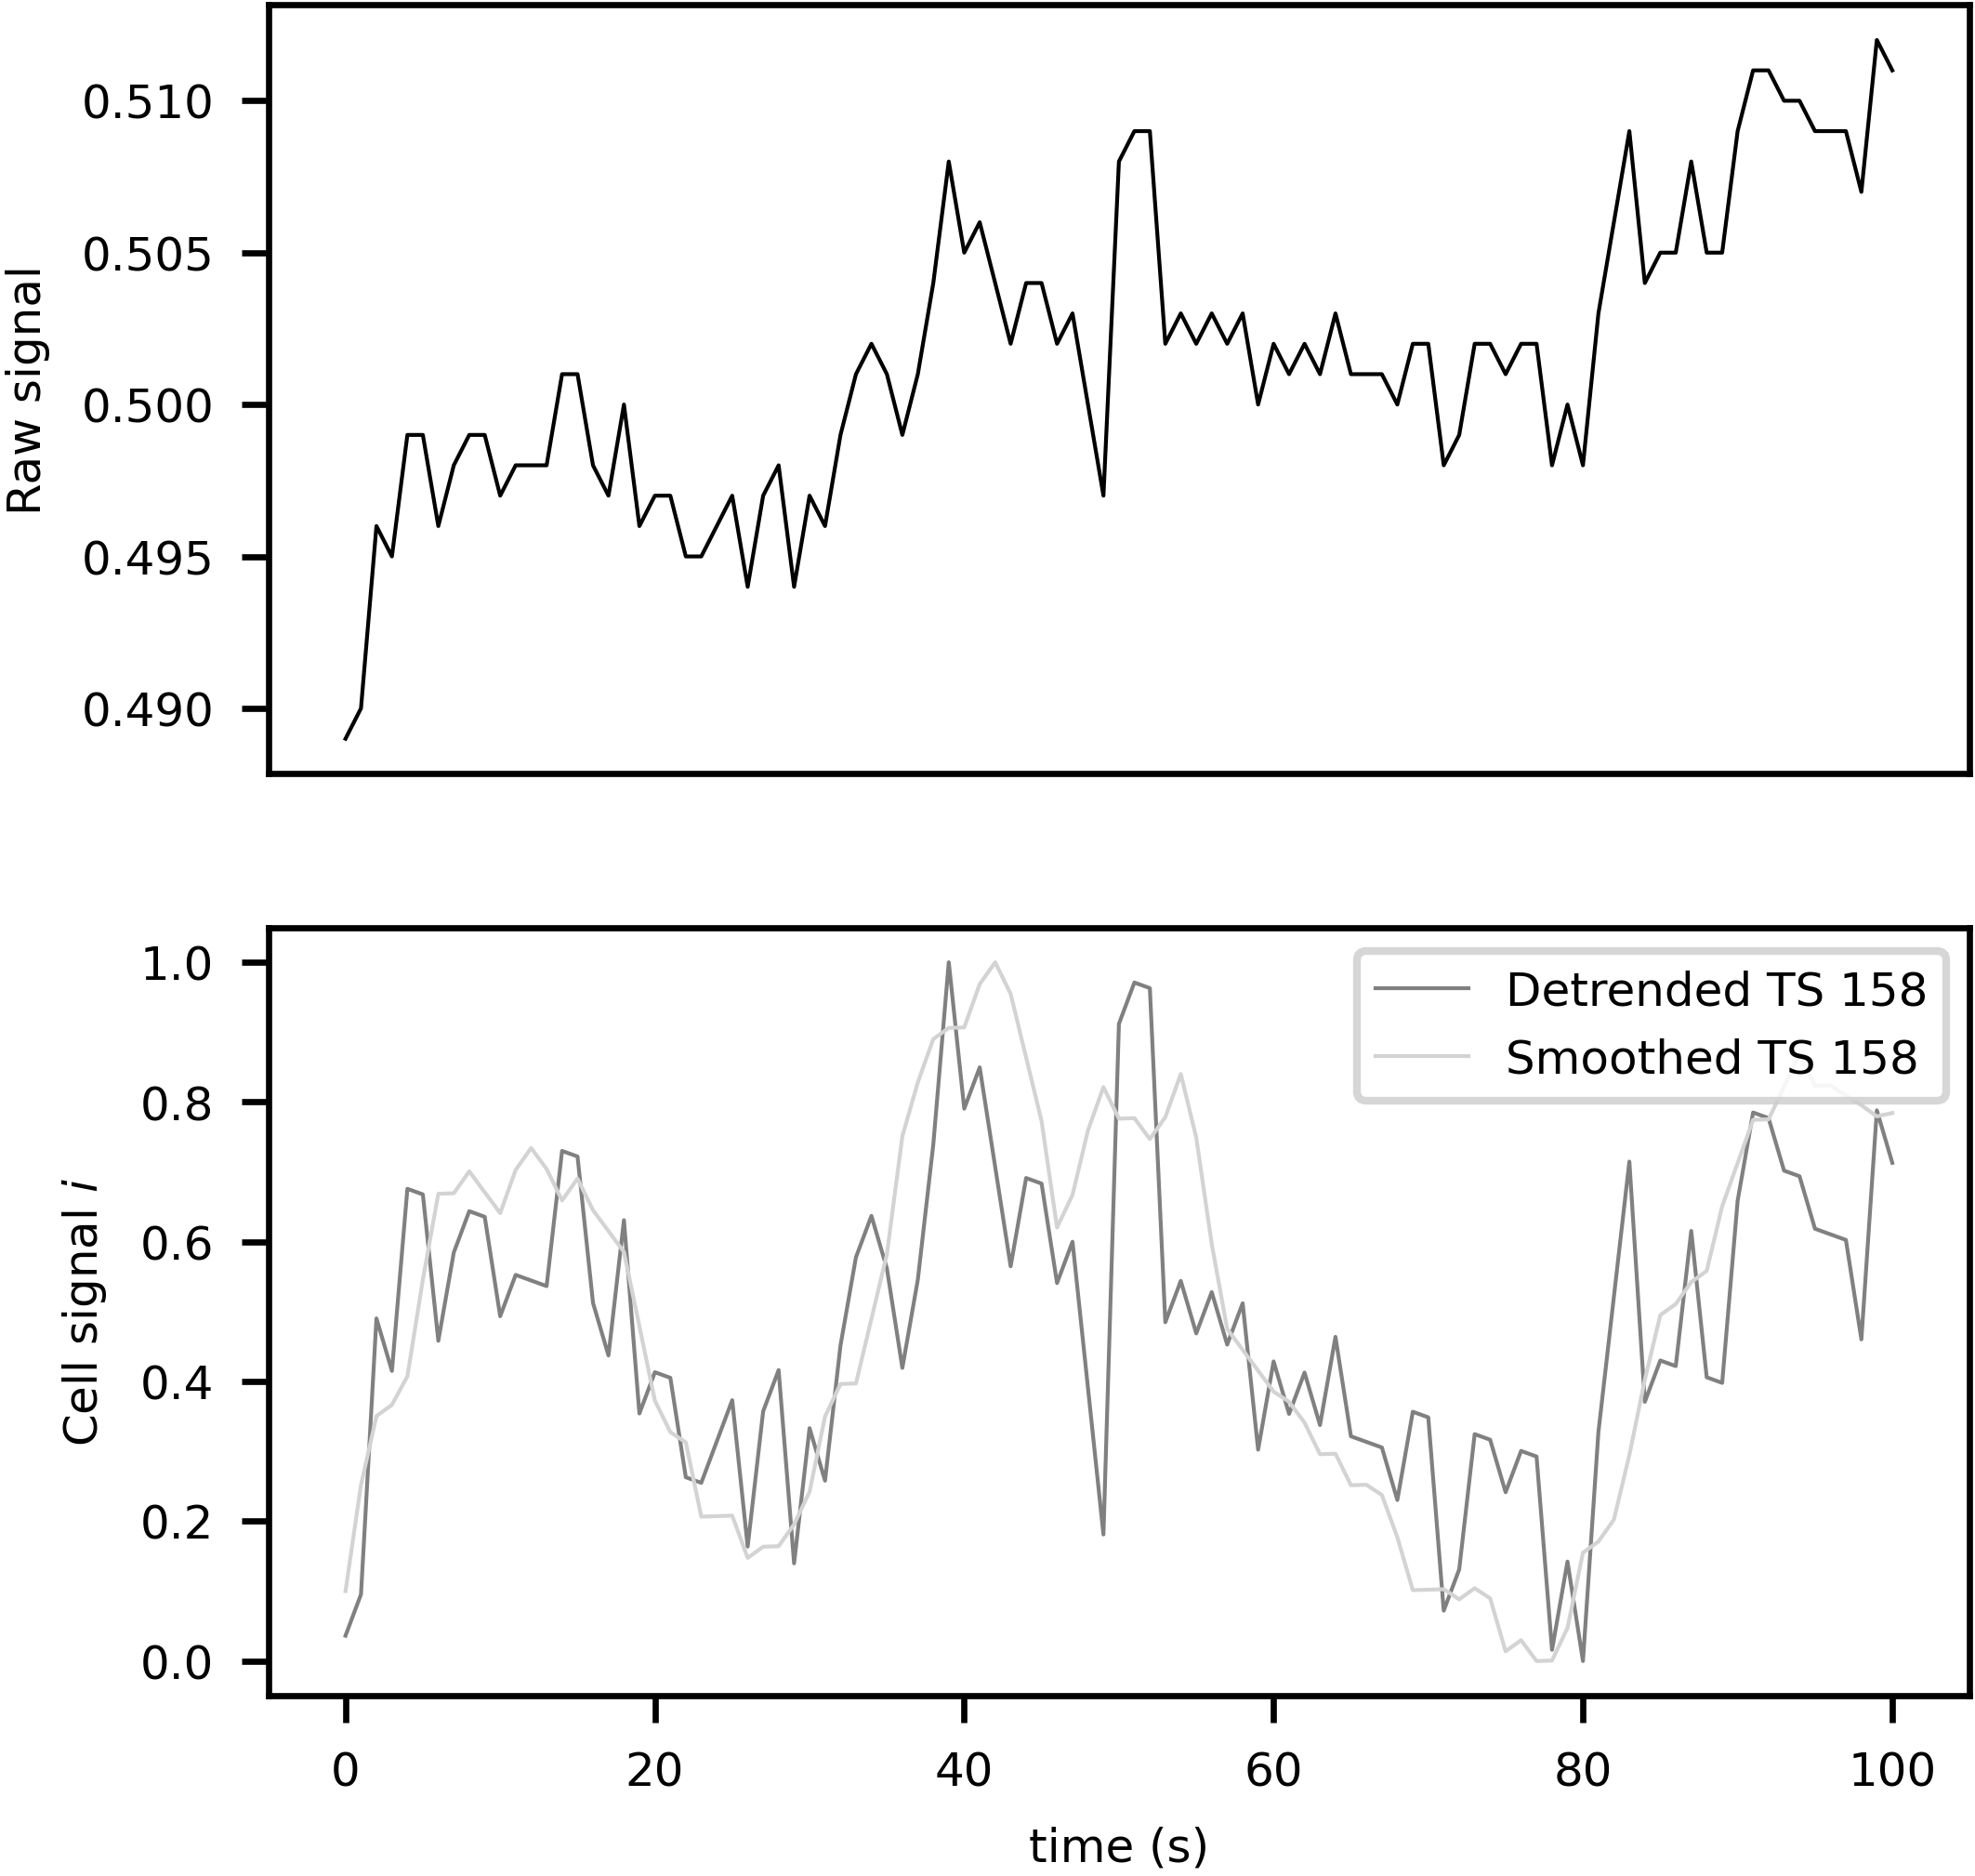 Raw signal
0.510
0.505
0.500
0.495
0.490
Cell signal i
1.0
0.8
0.6
0.4
0.2
0.0
Detrended TS 158
Smoothed TS 158
0 20 40 60 80 100
time (s)